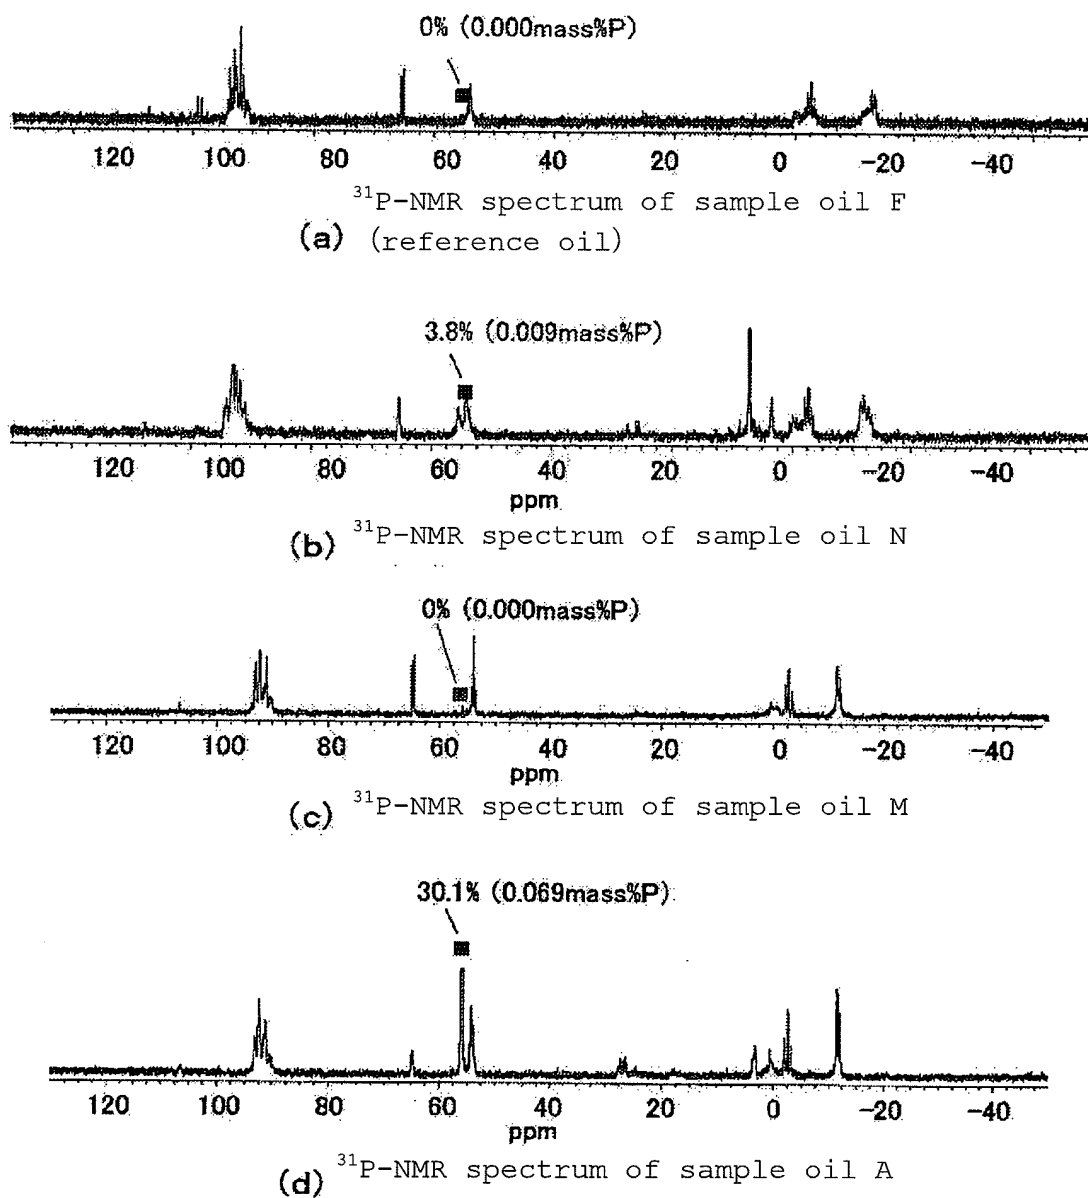 0% (0.000mass%P)
120 100 80 60 40 20 0 -20 -40
³¹P-NMR spectrum of sample oil F
(a) (reference oil)
3.8% (0.009mass%P)
120 100 80 60 40 20 0 -20 -40
ppm
(b) ³¹P-NMR spectrum of sample oil N
0% (0.000mass%P)
120 100 80 60 40 20 0 -20 -40
ppm
(c) ³¹P-NMR spectrum of sample oil M
30.1% (0.069mass%P)
120 100 80 60 40 20 0 -20 -40
ppm
(d) ³¹P-NMR spectrum of sample oil A